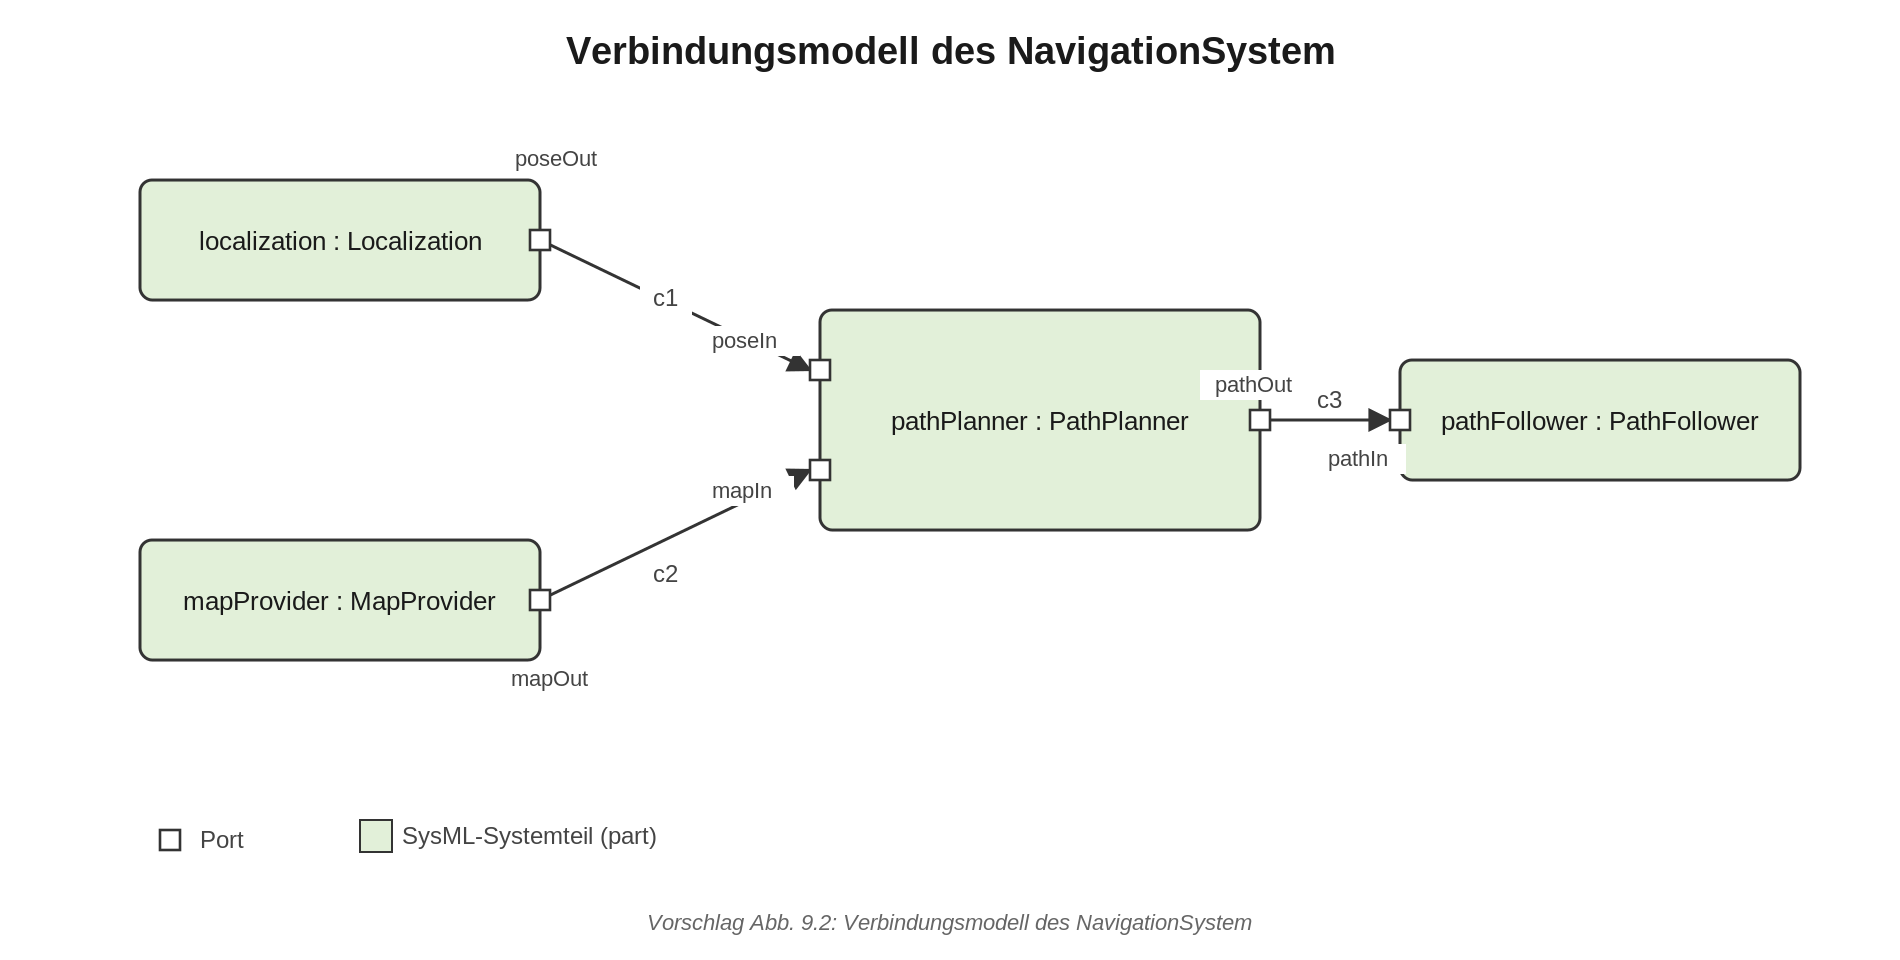 Verbindungsmodell des NavigationSystem
poseOut
localization : Localization
c1
poseIn
pathPlanner : PathPlanner
pathOut
c3
pathFollower : PathFollower
pathIn
mapIn
c2
mapProvider : MapProvider
mapOut
Port
SysML-Systemteil (part)
Vorschlag Abb. 9.2: Verbindungsmodell des NavigationSystem